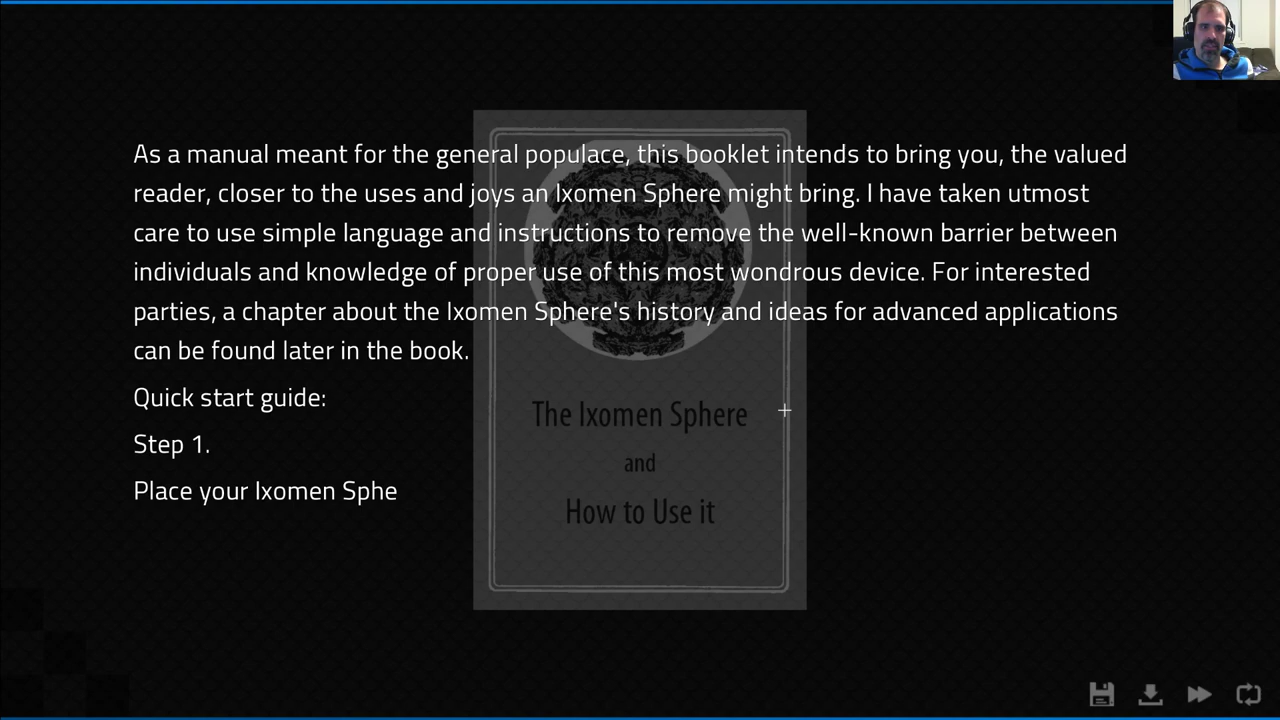 As a manual meant for the general populace, this booklet intends to bring you, the valued
reader, closer to the uses and joys an Ixomen Sphere might bring. I have taken utmost
care to use simple language and instructions to remove the well-known barrier between
individuals and knowledge of proper use of this most wondrous device. For interested
parties, a chapter about the Ixomen Sphere's history and ideas for advanced applications
can be found later in the book.
Quick start guide:
Step 1.
Place your Ixomen Sphe
The Ixomen Sphere
and
How to Use it